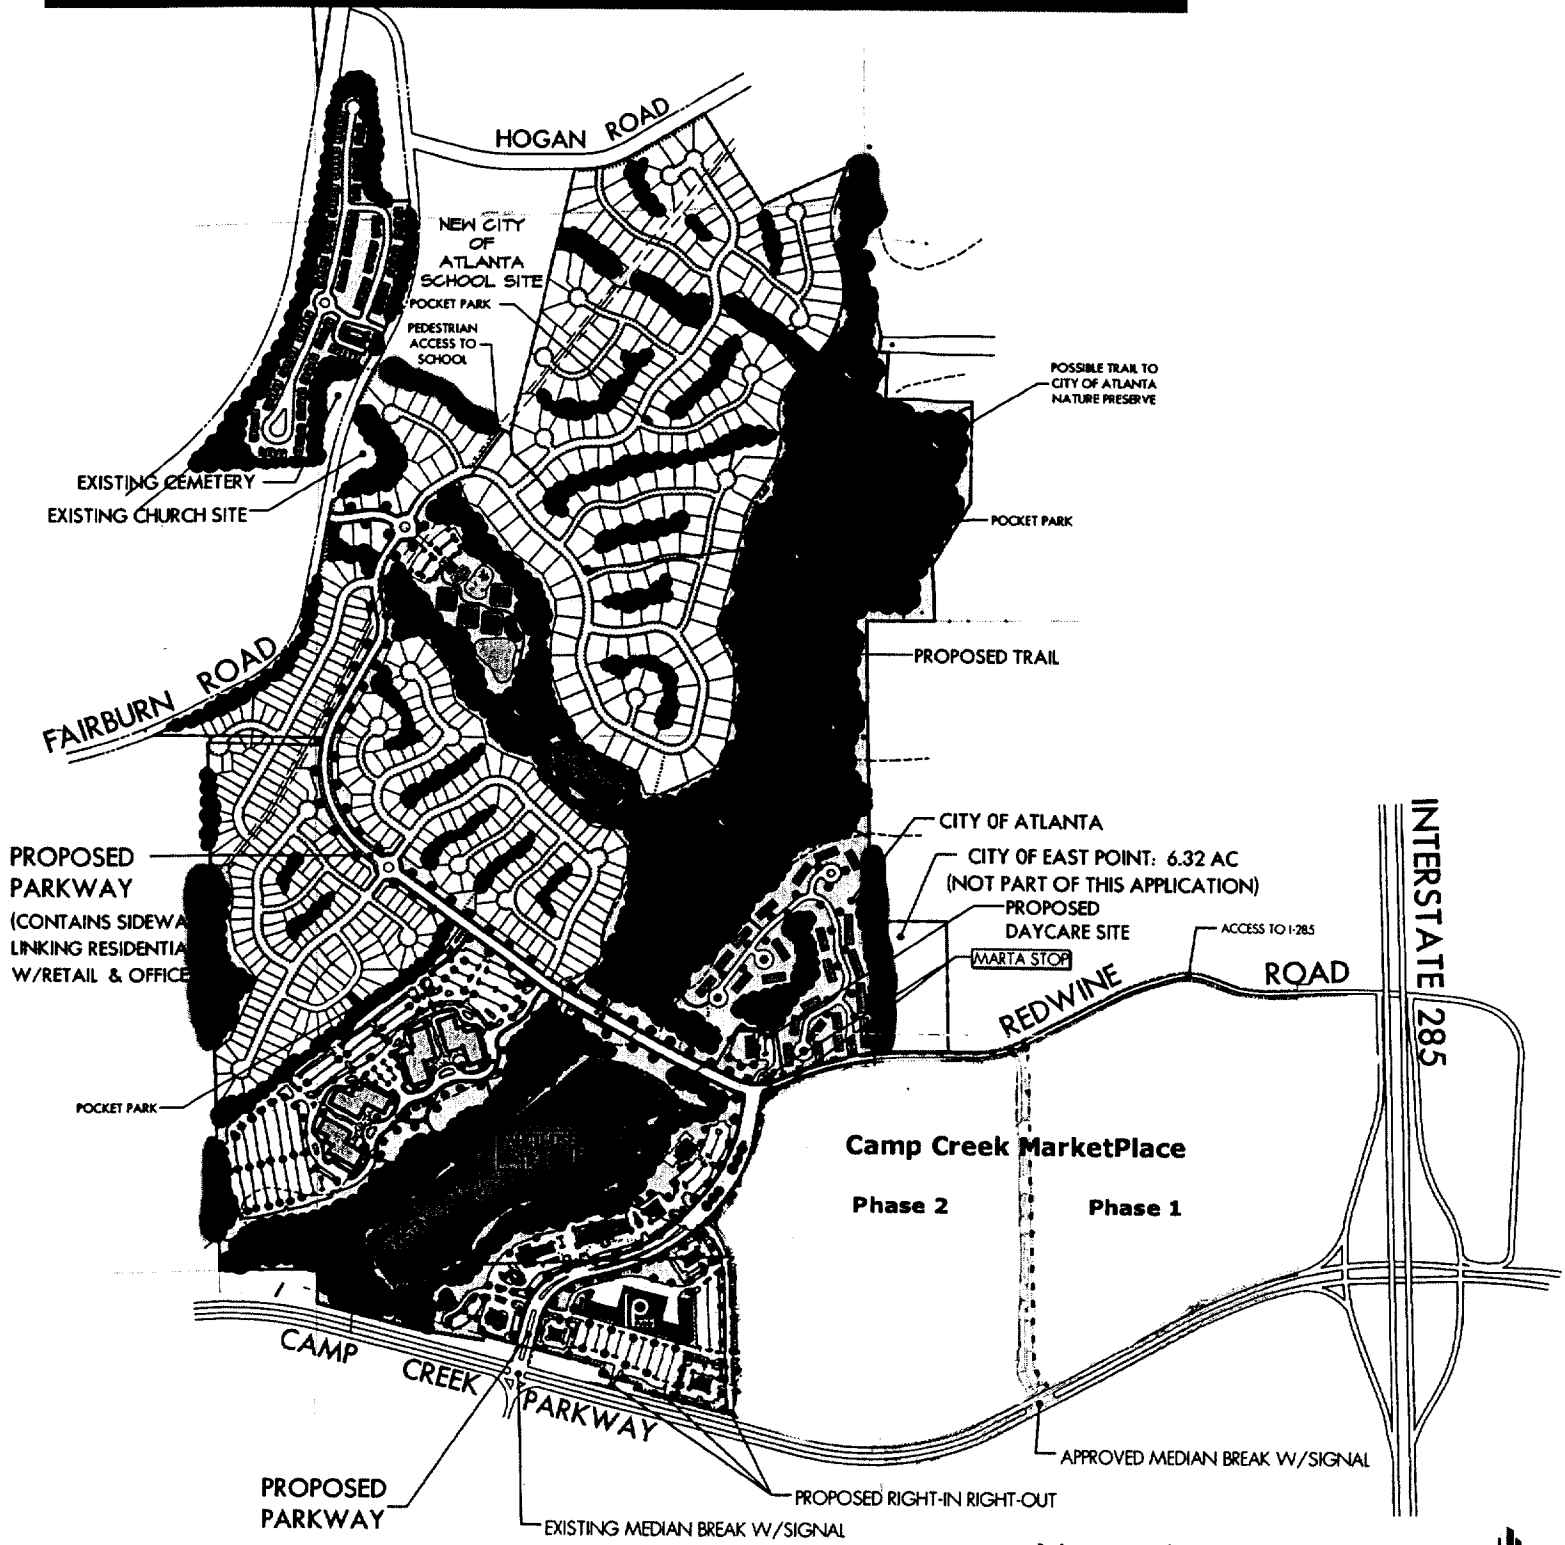 HOGAN ROAD
NEW CITY
OF
ATLANTA
SCHOOL SITE
POCKET PARK
PEDESTRIAN
ACCESS TO
SCHOOL
POSSIBLE TRAIL TO
CITY OF ATLANTA
NATURE PRESERVE
EXISTING CEMETERY
EXISTING CHURCH SITE
POCKET PARK
PROPOSED TRAIL
FAIRBURN ROAD
CITY OF ATLANTA
CITY OF EAST POINT: 6.32 AC
(NOT PART OF THIS APPLICATION)
PROPOSED
DAYCARE SITE
MARTA STOP
ACCESS TO I-285
INTERSTATE 285
PROPOSED
PARKWAY
(CONTAINS SIDEWA
LINKING RESIDENTIA
W/RETAIL & OFFICE
REDWINE ROAD
POCKET PARK
Camp Creek MarketPlace
Phase 2
Phase 1
CAMP CREEK PARKWAY
APPROVED MEDIAN BREAK W/SIGNAL
PROPOSED
PARKWAY
PROPOSED RIGHT-IN RIGHT-OUT
EXISTING MEDIAN BREAK W/SIGNAL